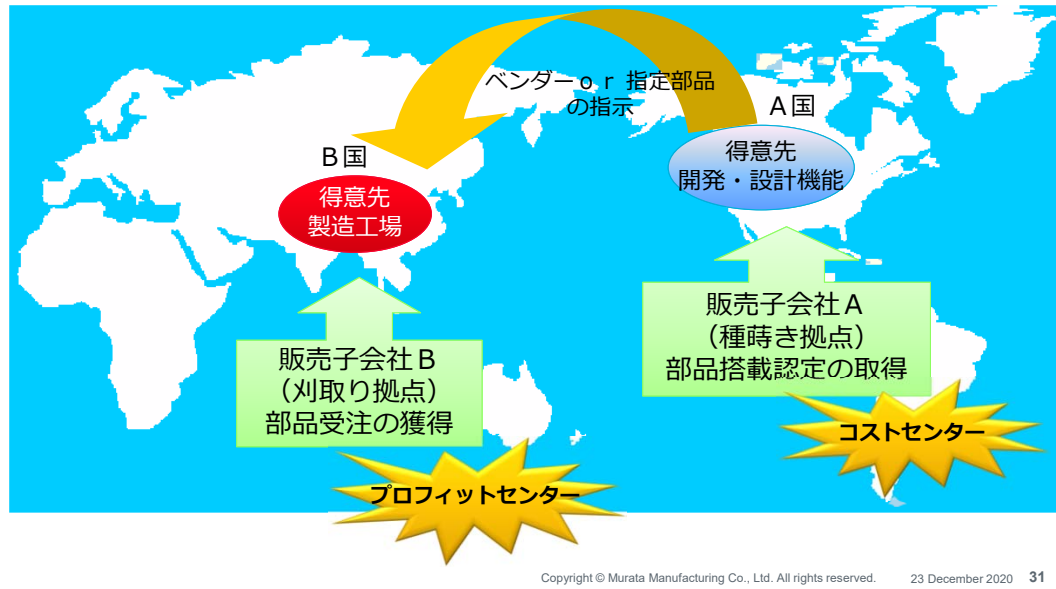 ベンダーｏｒ 指定部品
の指示
Ａ国
得意先
開発・設計機能
Ｂ国
得意先
製造工場
販売子会社Ａ
（種蒔き拠点）
部品搭載認定の取得
販売子会社Ｂ
（刈取り拠点）
部品受注の獲得
コストセンター
プロフィットセンター
Copyright © Murata Manufacturing Co., Ltd. All rights reserved. 23 December 2020 31